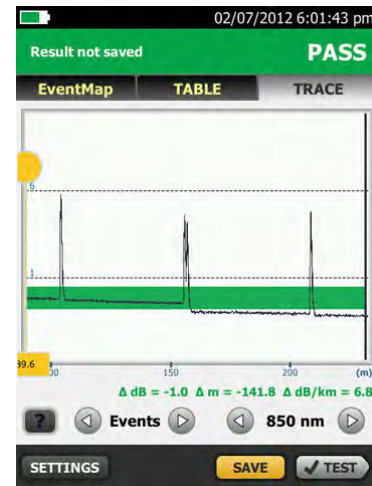 02/07/2012 6:01:43 pm
Result not saved PASS
EventMap TABLE TRACE
6
1
39.6 00 150 200 (m)
Δ dB = -1.0 Δ m = -141.8 Δ dB/km = 6.8
? Events 850 nm
SETTINGS SAVE TEST